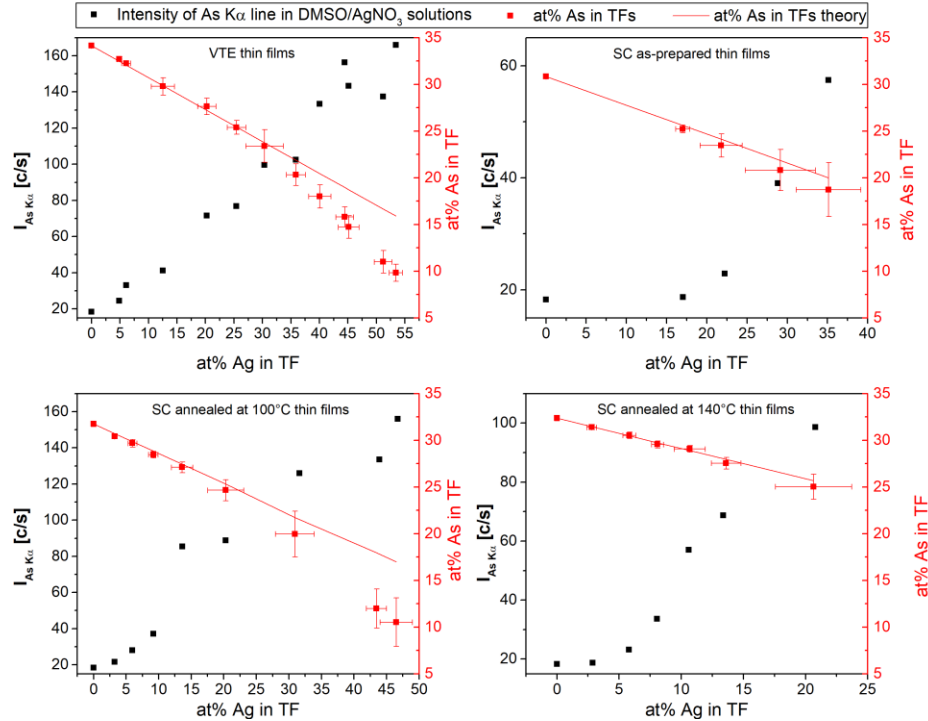 Intensity of As Kα line in DMSO/AgNO₃ solutions at% As in TFs at% As in TFs theory
VTE thin films
160
140
120
100
80
60
40
20
I As Kα [c/s]
35
30
25
20
15
10
5
at% As in TF
0 5 10 15 20 25 30 35 40 45 50 55
at% Ag in TF
SC as-prepared thin films
60
40
20
I As Kα [c/s]
35
30
25
20
15
10
5
at% As in TF
0 5 10 15 20 25 30 35 40
at% Ag in TF
SC annealed at 100°C thin films
160
140
120
100
80
60
40
20
I As Kα [c/s]
35
30
25
20
15
10
5
at% As in TF
0 5 10 15 20 25 30 35 40 45 50
at% Ag in TF
SC annealed at 140°C thin films
100
80
60
40
20
I As Kα [c/s]
35
30
25
20
15
10
5
at% As in TF
0 5 10 15 20 25
at% Ag in TF